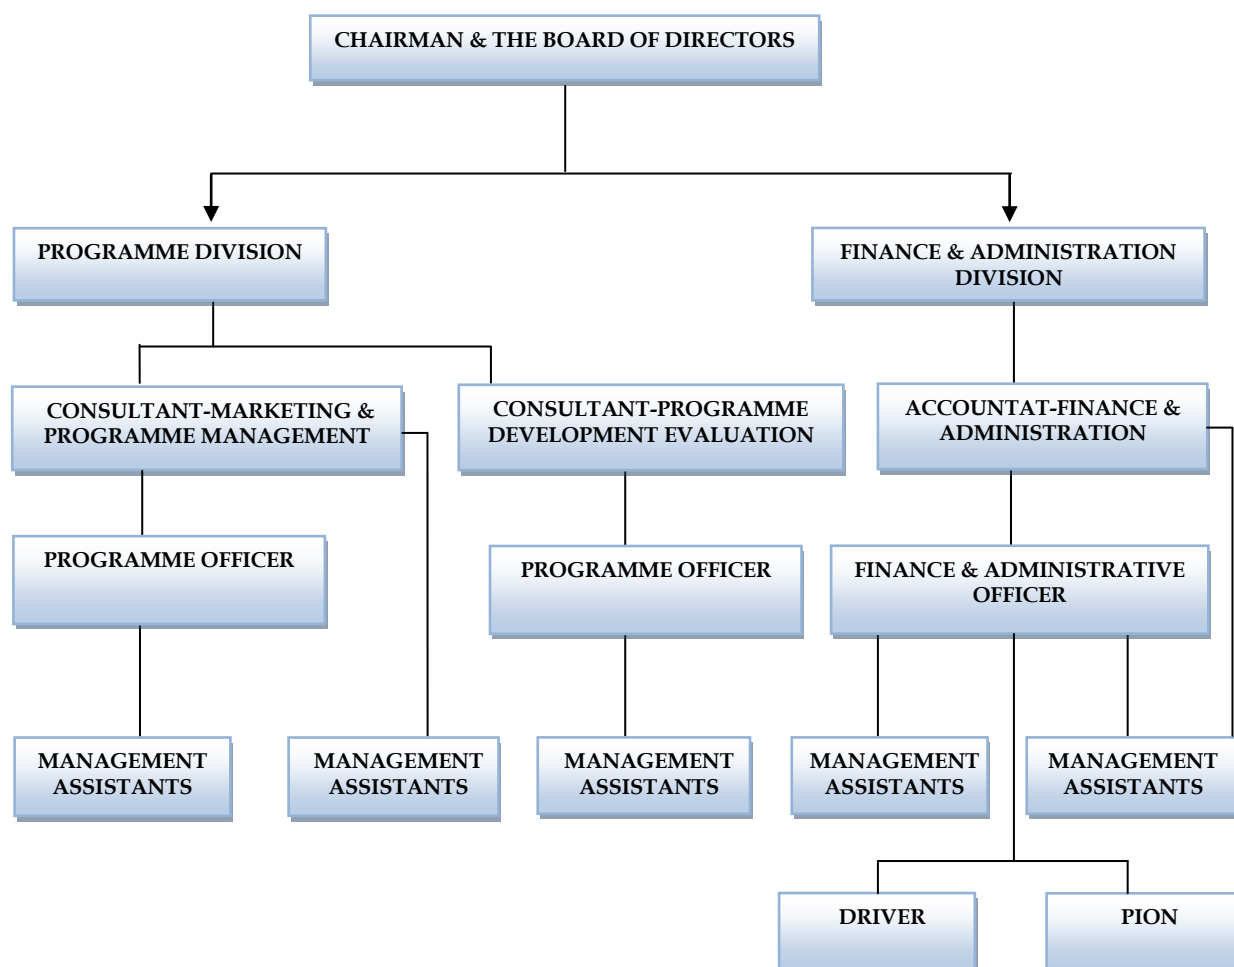 CHAIRMAN & THE BOARD OF DIRECTORS
PROGRAMME DIVISION
FINANCE & ADMINISTRATION
DIVISION
CONSULTANT-MARKETING &
PROGRAMME MANAGEMENT
CONSULTANT-PROGRAMME
DEVELOPMENT EVALUATION
ACCOUNTAT-FINANCE &
ADMINISTRATION
PROGRAMME OFFICER
PROGRAMME OFFICER
FINANCE & ADMINISTRATIVE
OFFICER
MANAGEMENT
ASSISTANTS
MANAGEMENT
ASSISTANTS
MANAGEMENT
ASSISTANTS
MANAGEMENT
ASSISTANTS
MANAGEMENT
ASSISTANTS
DRIVER
PION